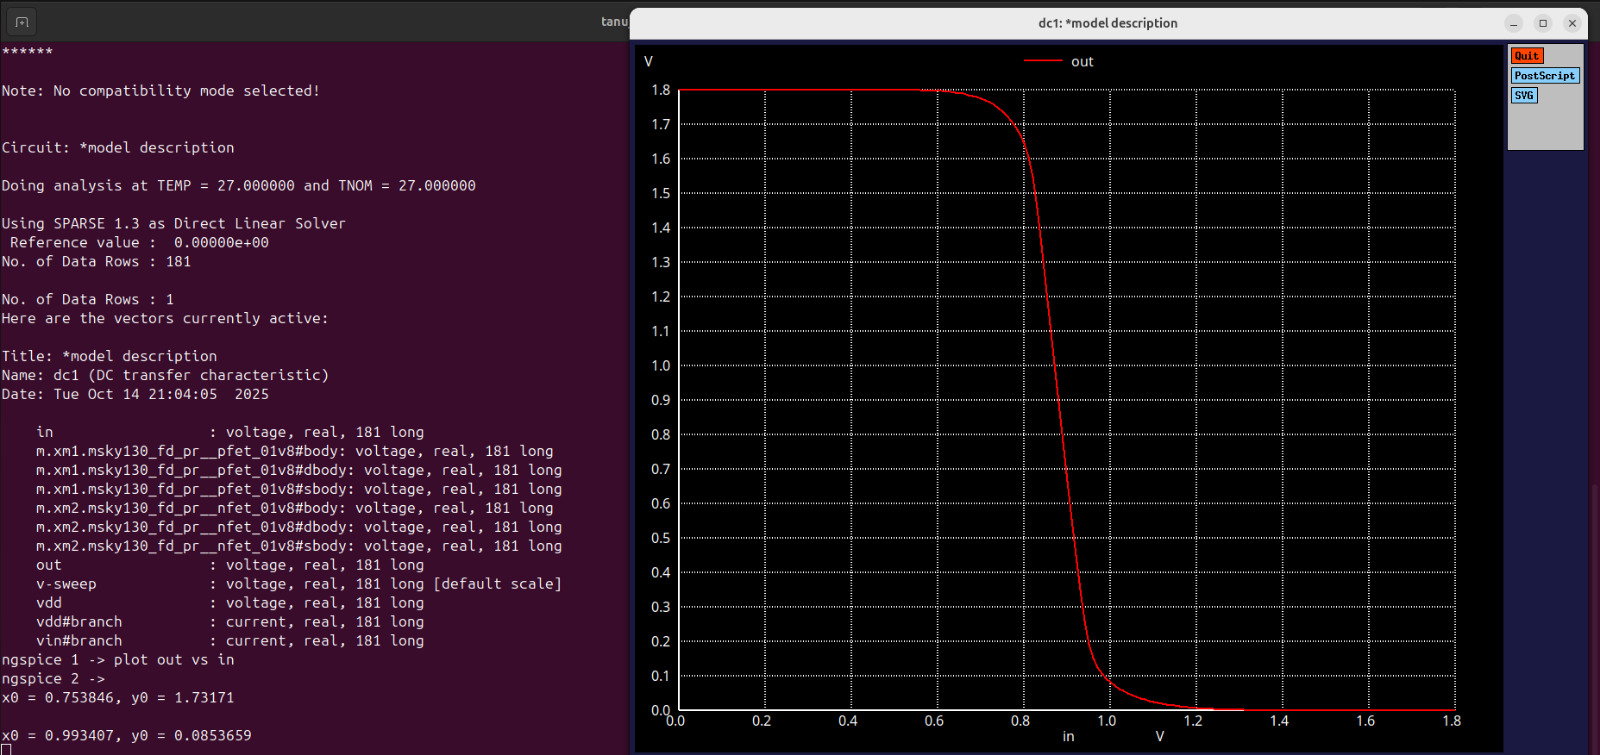 tanu
******
Note: No compatibility mode selected!
Circuit: *model description
Doing analysis at TEMP = 27.000000 and TNOM = 27.000000
Using SPARSE 1.3 as Direct Linear Solver
Reference value :  0.00000e+00
No. of Data Rows : 181
No. of Data Rows : 1
Here are the vectors currently active:
Title: *model description
Name: dc1 (DC transfer characteristic)
Date: Tue Oct 14 21:04:05  2025
in                  : voltage, real, 181 long
m.xm1.msky130_fd_pr__pfet_01v8#body: voltage, real, 181 long
m.xm1.msky130_fd_pr__pfet_01v8#dbody: voltage, real, 181 long
m.xm1.msky130_fd_pr__pfet_01v8#sbody: voltage, real, 181 long
m.xm2.msky130_fd_pr__nfet_01v8#body: voltage, real, 181 long
m.xm2.msky130_fd_pr__nfet_01v8#dbody: voltage, real, 181 long
m.xm2.msky130_fd_pr__nfet_01v8#sbody: voltage, real, 181 long
out                 : voltage, real, 181 long
v-sweep             : voltage, real, 181 long [default scale]
vdd                 : voltage, real, 181 long
vdd#branch          : current, real, 181 long
vin#branch          : current, real, 181 long
ngspice 1 -> plot out vs in
ngspice 2 ->
x0 = 0.753846, y0 = 1.73171
x0 = 0.993407, y0 = 0.0853659
dc1: *model description
V
out
Quit
PostScript
SVG
1.8
1.7
1.6
1.5
1.4
1.3
1.2
1.1
1.0
0.9
0.8
0.7
0.6
0.5
0.4
0.3
0.2
0.1
0.0
0.0 0.2 0.4 0.6 0.8 1.0 1.2 1.4 1.6 1.8
in V